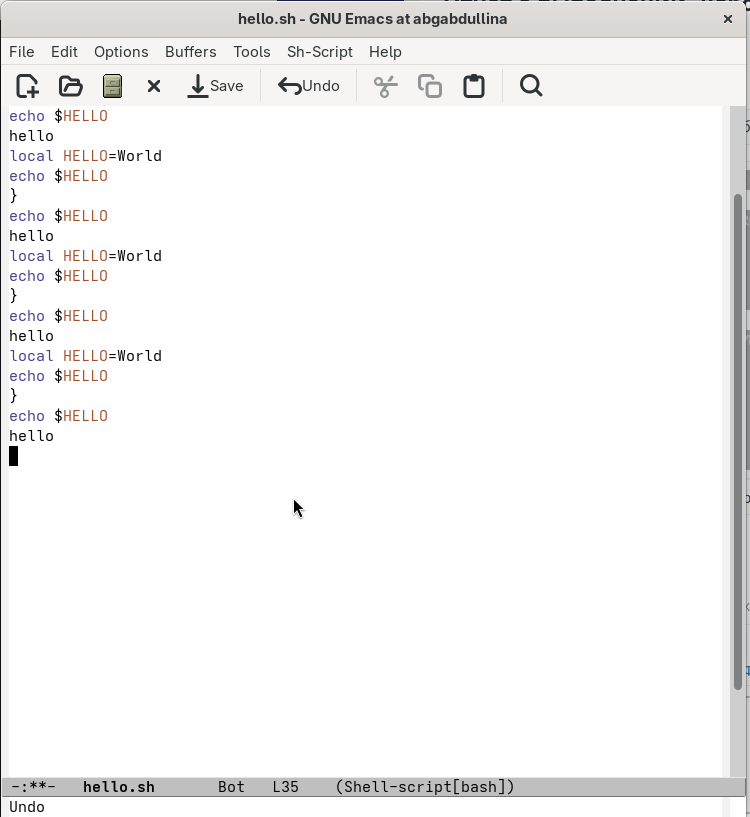 hello.sh - GNU Emacs at abgabdullina
File Edit Options Buffers Tools Sh-Script Help
Save Undo
echo $HELLO
hello
local HELLO=World
echo $HELLO
}
echo $HELLO
hello
local HELLO=World
echo $HELLO
}
echo $HELLO
hello
local HELLO=World
echo $HELLO
}
echo $HELLO
hello
-:**- hello.sh Bot L35 (Shell-script[bash])
Undo